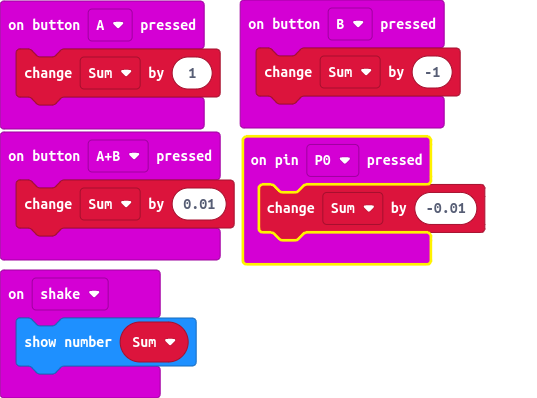 on button A pressed
change Sum by 1
on button B pressed
change Sum by -1
on button A+B pressed
change Sum by 0.01
on pin P0 pressed
change Sum by -0.01
on shake
show number Sum